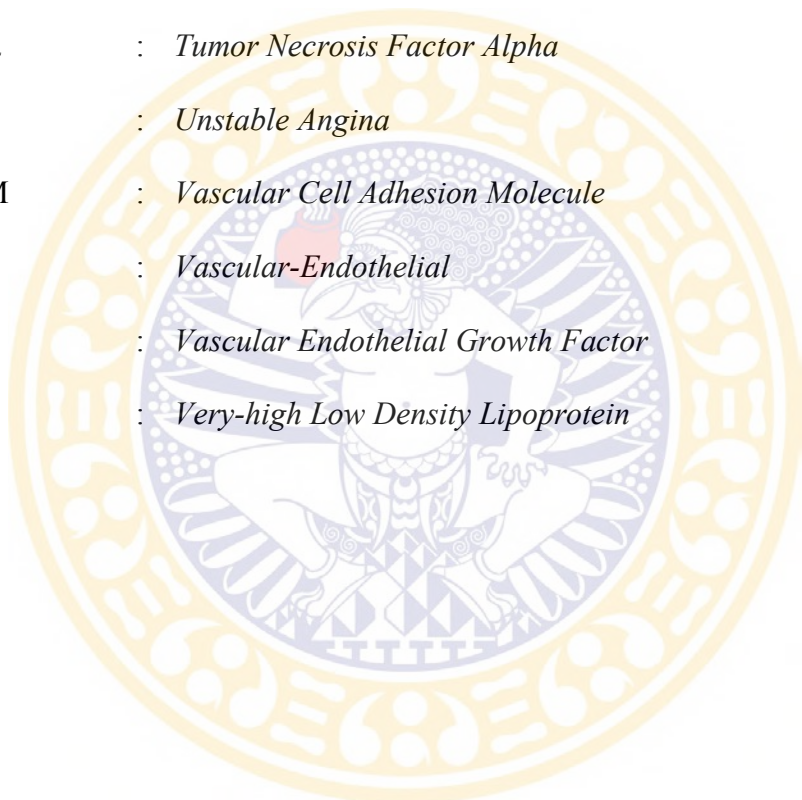 : Tumor Necrosis Factor Alpha
: Unstable Angina
M : Vascular Cell Adhesion Molecule
: Vascular-Endothelial
: Vascular Endothelial Growth Factor
: Very-high Low Density Lipoprotein